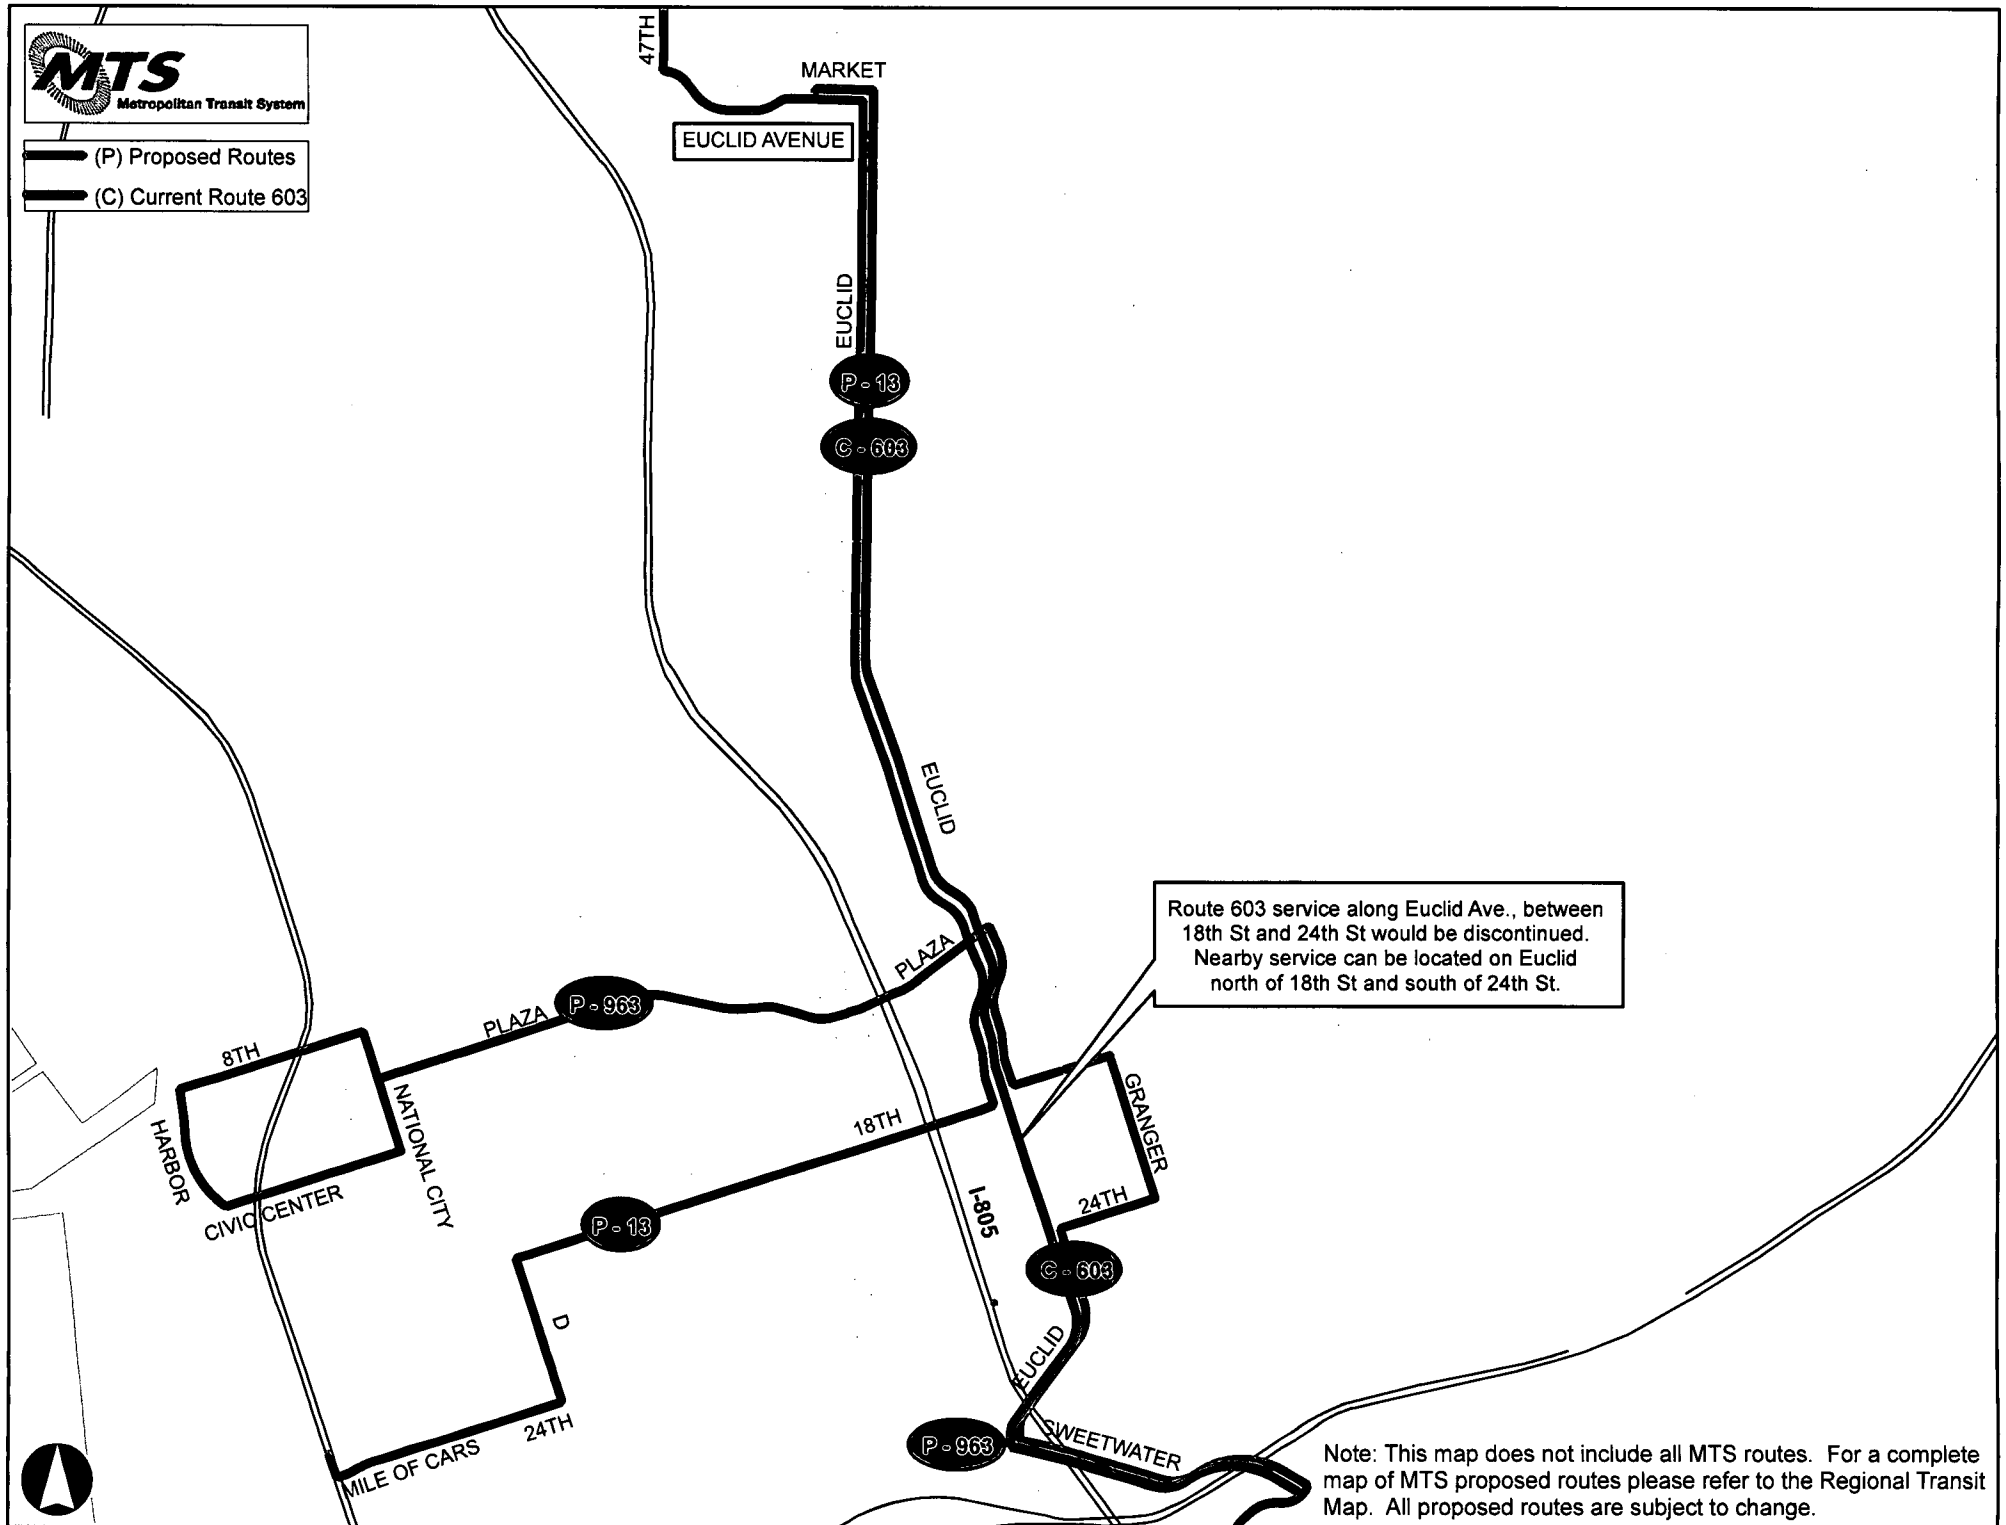 MTS
Metropolitan Transit System
(P) Proposed Routes
(C) Current Route 603
47TH
MARKET
EUCLID AVENUE
EUCLID
P - 13
C - 603
EUCLID
Route 603 service along Euclid Ave., between
18th St and 24th St would be discontinued.
Nearby service can be located on Euclid
north of 18th St and south of 24th St.
PLAZA
P - 963
PLAZA
8TH
NATIONAL CITY
HARBOR
CIVIC CENTER
18TH
GRANGER
24TH
I-805
P - 13
C - 603
D
EUCLID
24TH
MILE OF CARS
P - 963
SWEETWATER
Note: This map does not include all MTS routes. For a complete
map of MTS proposed routes please refer to the Regional Transit
Map. All proposed routes are subject to change.